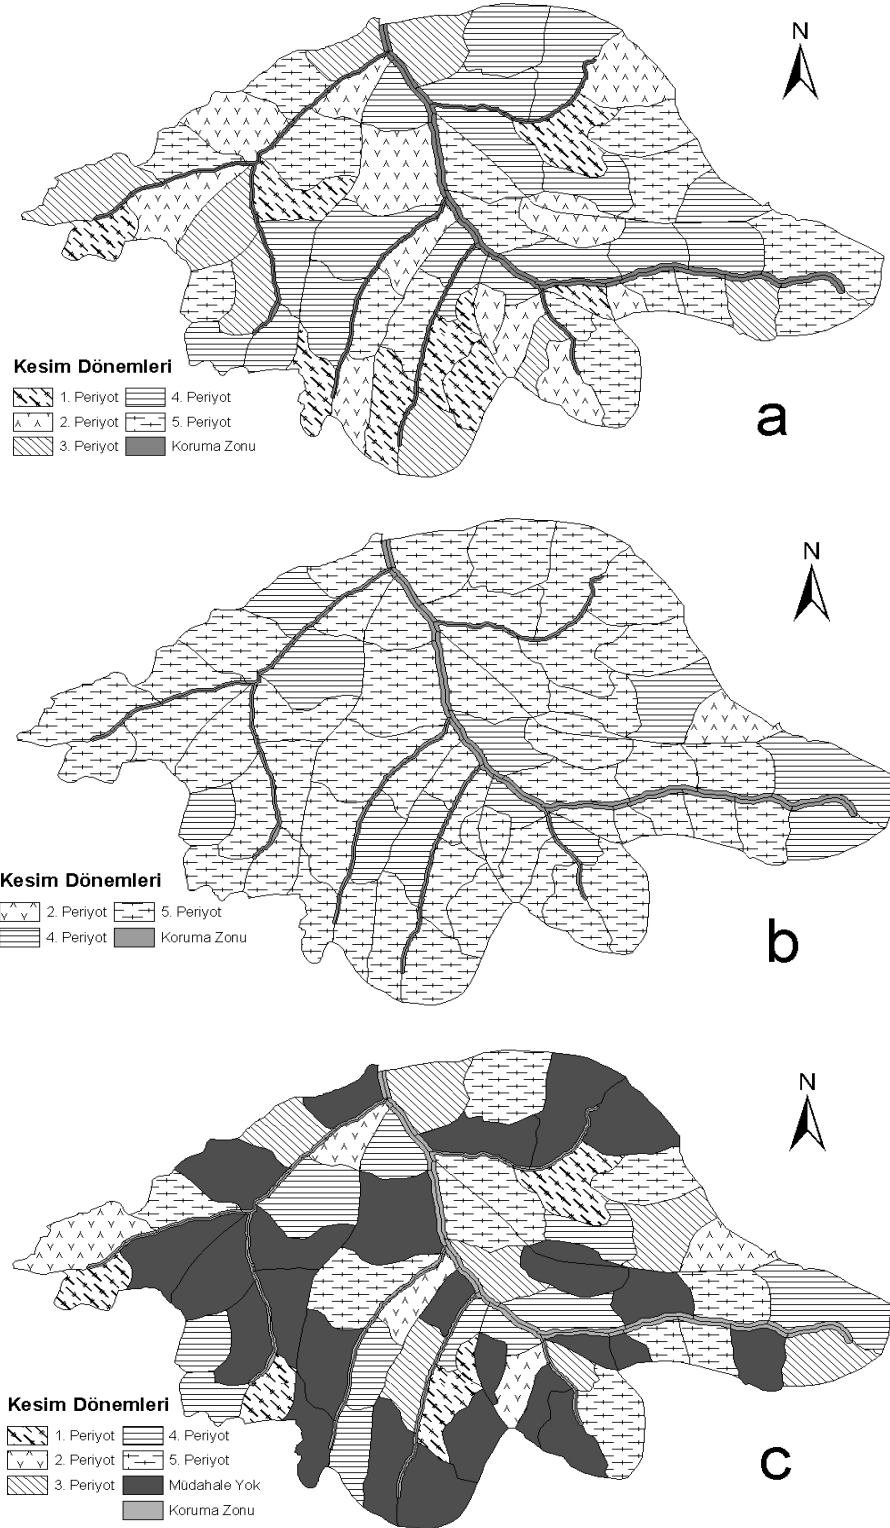 N
Kesim Dönemleri
1. Periyot 4. Periyot
2. Periyot 5. Periyot
3. Periyot Koruma Zonu
a
N
Kesim Dönemleri
2. Periyot 5. Periyot
4. Periyot Koruma Zonu
b
N
Kesim Dönemleri
1. Periyot 4. Periyot
2. Periyot 5. Periyot
3. Periyot Müdahale Yok
Koruma Zonu
c